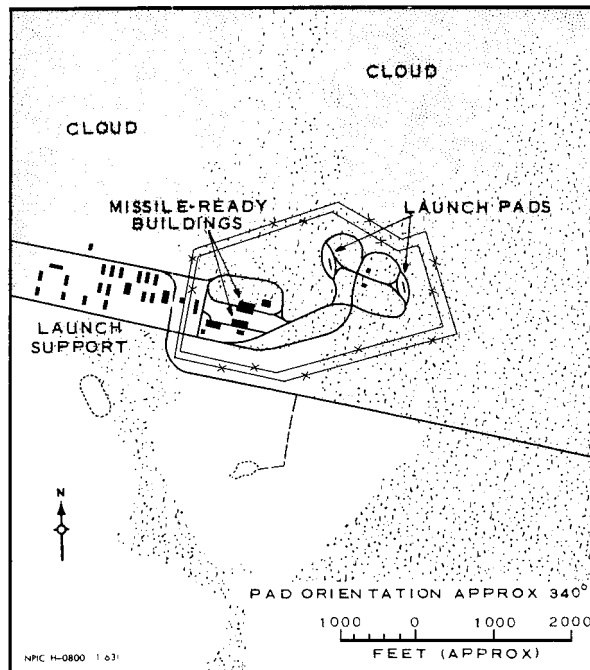 CLOUD
CLOUD
MISSILE-READY
BUILDINGS
LAUNCH PADS
LAUNCH
SUPPORT
N
PAD ORIENTATION APPROX 340°
1000 0 1000 2000
FEET (APPROX)
NPIC H-0800 1 63